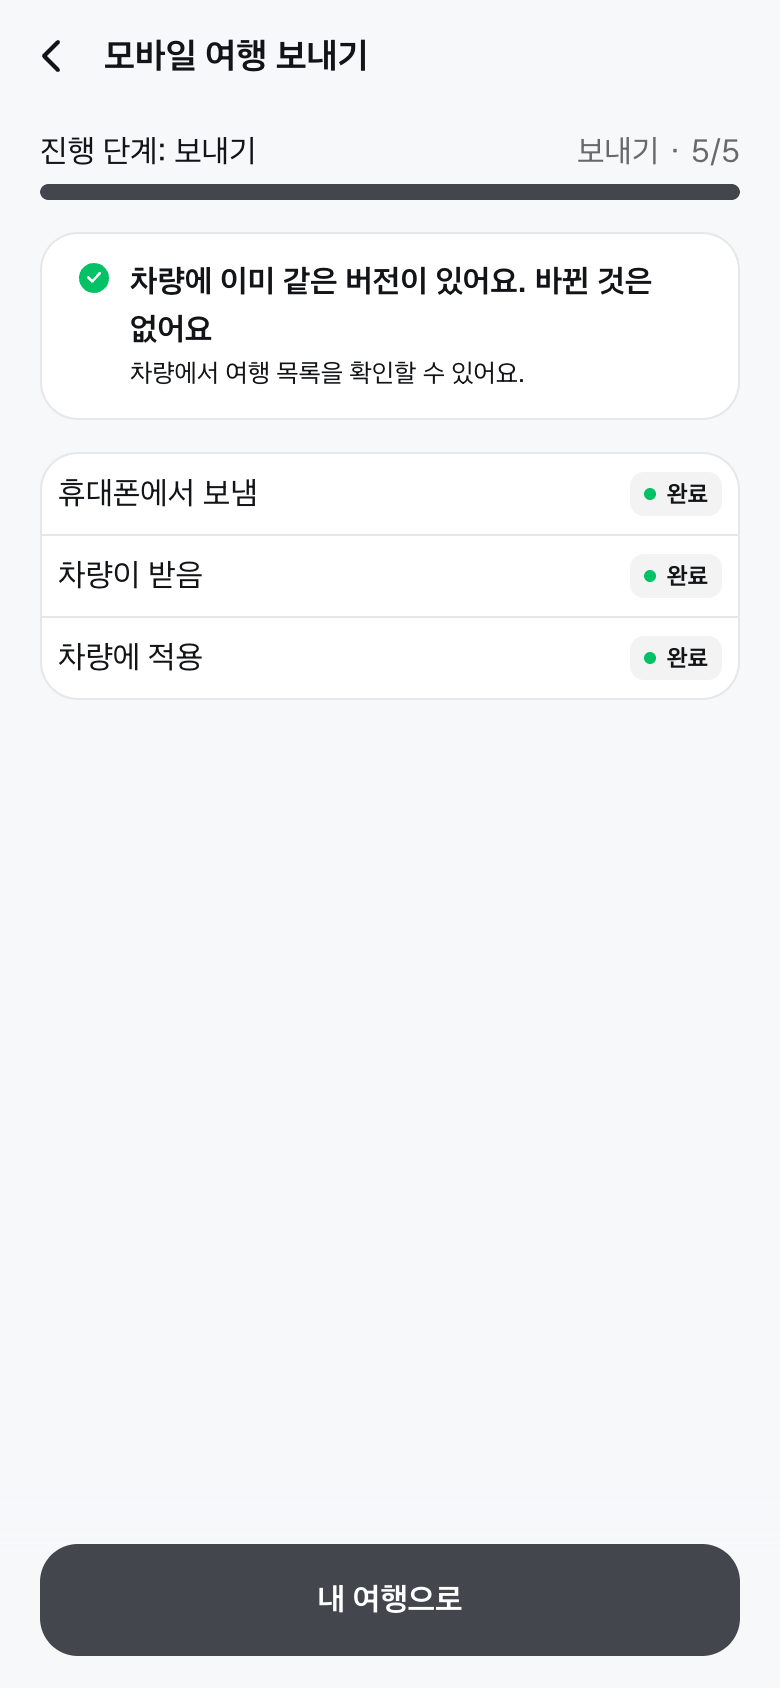 모바일 여행 보내기
진행 단계: 보내기
보내기 · 5/5
차량에 이미 같은 버전이 있어요. 바뀐 것은
없어요
차량에서 여행 목록을 확인할 수 있어요.
휴대폰에서 보냄
완료
차량이 받음
완료
차량에 적용
완료
내 여행으로